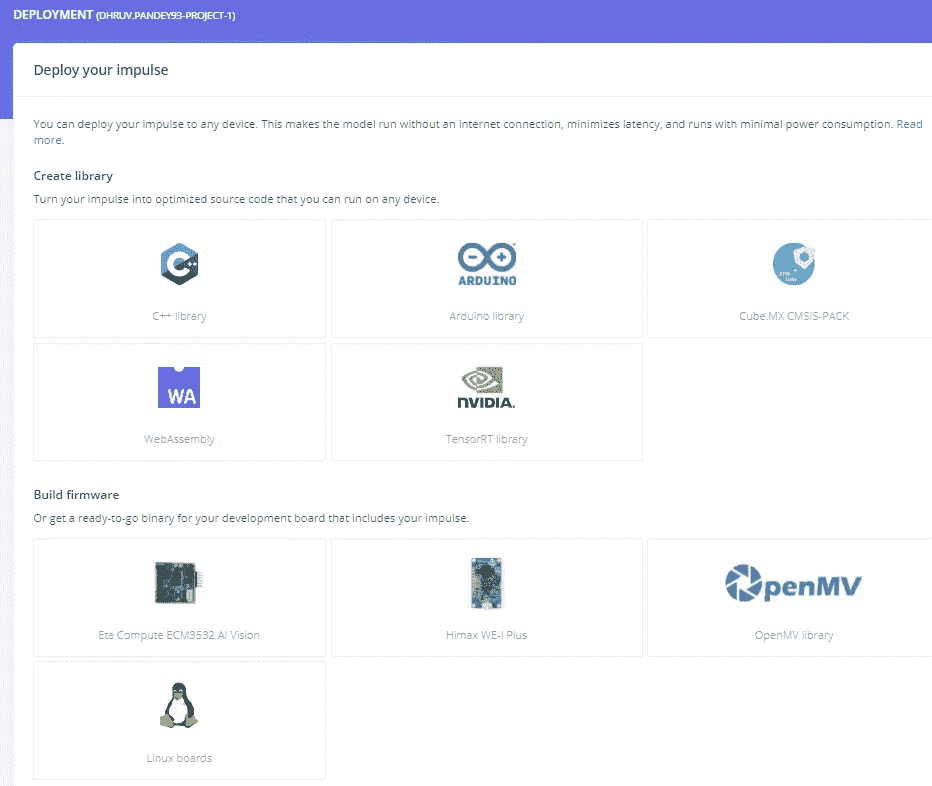 DEPLOYMENT (DHRUV.PANDEY93-PROJECT-1)
Deploy your impulse
You can deploy your impulse to any device. This makes the model run without an internet connection, minimizes latency, and runs with minimal power consumption. Read
more.
Create library
Turn your impulse into optimized source code that you can run on any device.
C++
ARDUINO
C++ library
Arduino library
Cube.MX CMSIS-PACK
WA
NVIDIA.
WebAssembly
TensorRT library
Build firmware
Or get a ready-to-go binary for your development board that includes your impulse.
OpenMV
Eta Compute ECM3532 AI Vision
Himax WE-I Plus
OpenMV library
Linux boards